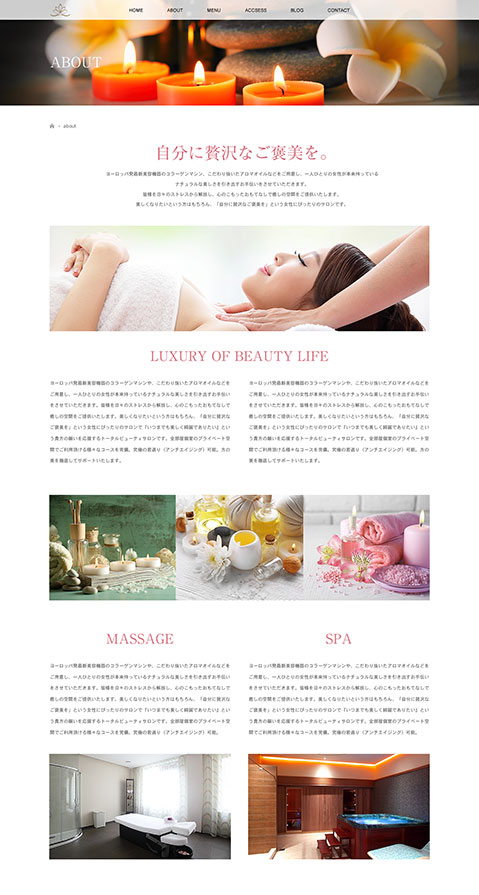 HOME ABOUT MENU ACCSESS BLOG CONTACT
ABOUT
about
自分に贅沢なご褒美を。
ヨーロッパ発最新美容機器のコラーゲンマシンや、こだわり抜いたアロマオイルなどをご用意し、一人ひとりの女性が本来持っている
ナチュラルな美しさを引き出すお手伝いをさせていただきます。
皆様を日々のストレスから解放し、心のこもったおもてなしで癒しの空間をご提供いたします。
美しくなりたいという方はもちろん、「自分に贅沢なご褒美を」という女性にぴったりのサロンです。
LUXURY OF BEAUTY LIFE
ヨーロッパ発最新美容機器のコラーゲンマシンや、こだわり抜いたアロマオイルなどを
ご用意し、一人ひとりの女性が本来持っているナチュラルな美しさを引き出すお手伝い
をさせていただきます。皆様を日々のストレスから解放し、心のこもったおもてなしで
癒しの空間をご提供いたします。美しくなりたいという方はもちろん、「自分に贅沢な
ご褒美を」という女性にぴったりのサロンで「いつまでも美しく綺麗でありたい」とい
う貴方の願いを応援するトータルビューティサロンです。全部屋個室のプライベート空
間でご利用頂ける様々なコースを完備。究極の若返り（アンチエイジング）可能。方の
美を徹底してサポートいたします。
ヨーロッパ発最新美容機器のコラーゲンマシンや、こだわり抜いたアロマオイルなどを
ご用意し、一人ひとりの女性が本来持っているナチュラルな美しさを引き出すお手伝い
をさせていただきます。皆様を日々のストレスから解放し、心のこもったおもてなしで
癒しの空間をご提供いたします。美しくなりたいという方はもちろん、「自分に贅沢な
ご褒美を」という女性にぴったりのサロンで「いつまでも美しく綺麗でありたい」とい
う貴方の願いを応援するトータルビューティサロンです。全部屋個室のプライベート空
間でご利用頂ける様々なコースを完備。究極の若返り（アンチエイジング）可能。方の
美を徹底してサポートいたします。
MASSAGE
ヨーロッパ発最新美容機器のコラーゲンマシンや、こだわり抜いたアロマオイルなどを
ご用意し、一人ひとりの女性が本来持っているナチュラルな美しさを引き出すお手伝い
をさせていただきます。皆様を日々のストレスから解放し、心のこもったおもてなしで
癒しの空間をご提供いたします。美しくなりたいという方はもちろん、「自分に贅沢な
ご褒美を」という女性にぴったりのサロンで「いつまでも美しく綺麗でありたい」とい
う貴方の願いを応援するトータルビューティサロンです。全部屋個室のプライベート空
間でご利用頂ける様々なコースを完備。究極の若返り（アンチエイジング）可能。
SPA
ヨーロッパ発最新美容機器のコラーゲンマシンや、こだわり抜いたアロマオイルなどを
ご用意し、一人ひとりの女性が本来持っているナチュラルな美しさを引き出すお手伝い
をさせていただきます。皆様を日々のストレスから解放し、心のこもったおもてなしで
癒しの空間をご提供いたします。美しくなりたいという方はもちろん、「自分に贅沢な
ご褒美を」という女性にぴったりのサロンで「いつまでも美しく綺麗でありたい」とい
う貴方の願いを応援するトータルビューティサロンです。全部屋個室のプライベート空
間でご利用頂ける様々なコースを完備。究極の若返り（アンチエイジング）可能。